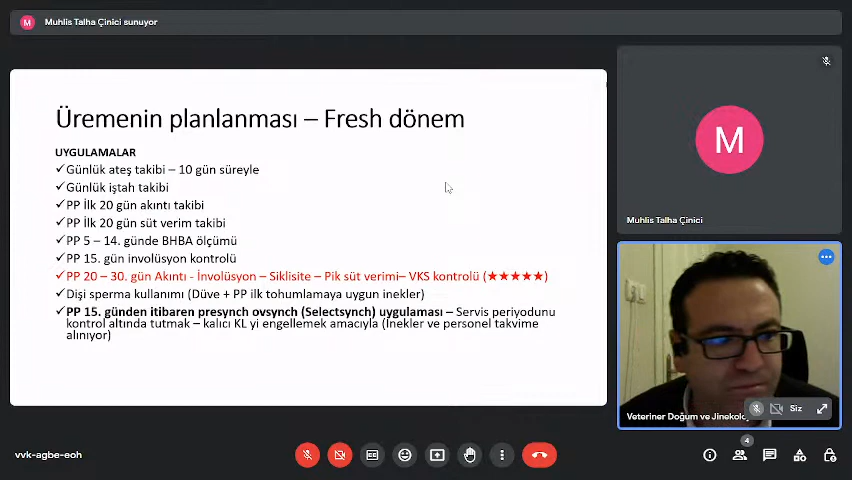 M
Muhlis Talha Çinici sunuyor
Üremenin planlanması – Fresh dönem
UYGULAMALAR
✓Günlük ateş takibi – 10 gün süreyle
✓Günlük iştah takibi
✓PP İlk 20 gün akıntı takibi
✓PP İlk 20 gün süt verim takibi
✓PP 5 – 14. günde BHBA ölçümü
✓PP 15. gün involüsyon kontrolü
✓PP 20 – 30. gün Akıntı - İnvolüsyon – Siklisite – Pik süt verimi– VKS kontrolü (★★★★★)
✓Dişi sperma kullanımı (Düve + PP ilk tohumlamaya uygun inekler)
✓PP 15. günden itibaren presynch ovsynch (Selectsynch) uygulaması – Servis periyodunu
kontrol altında tutmak – kalıcı KL yi engellemek amacıyla (İnekler ve personel takvime
alınıyor)
M
Muhlis Talha Çinici
Veteriner Doğum ve Jinekoloj
Siz
vvk-agbe-eoh
4